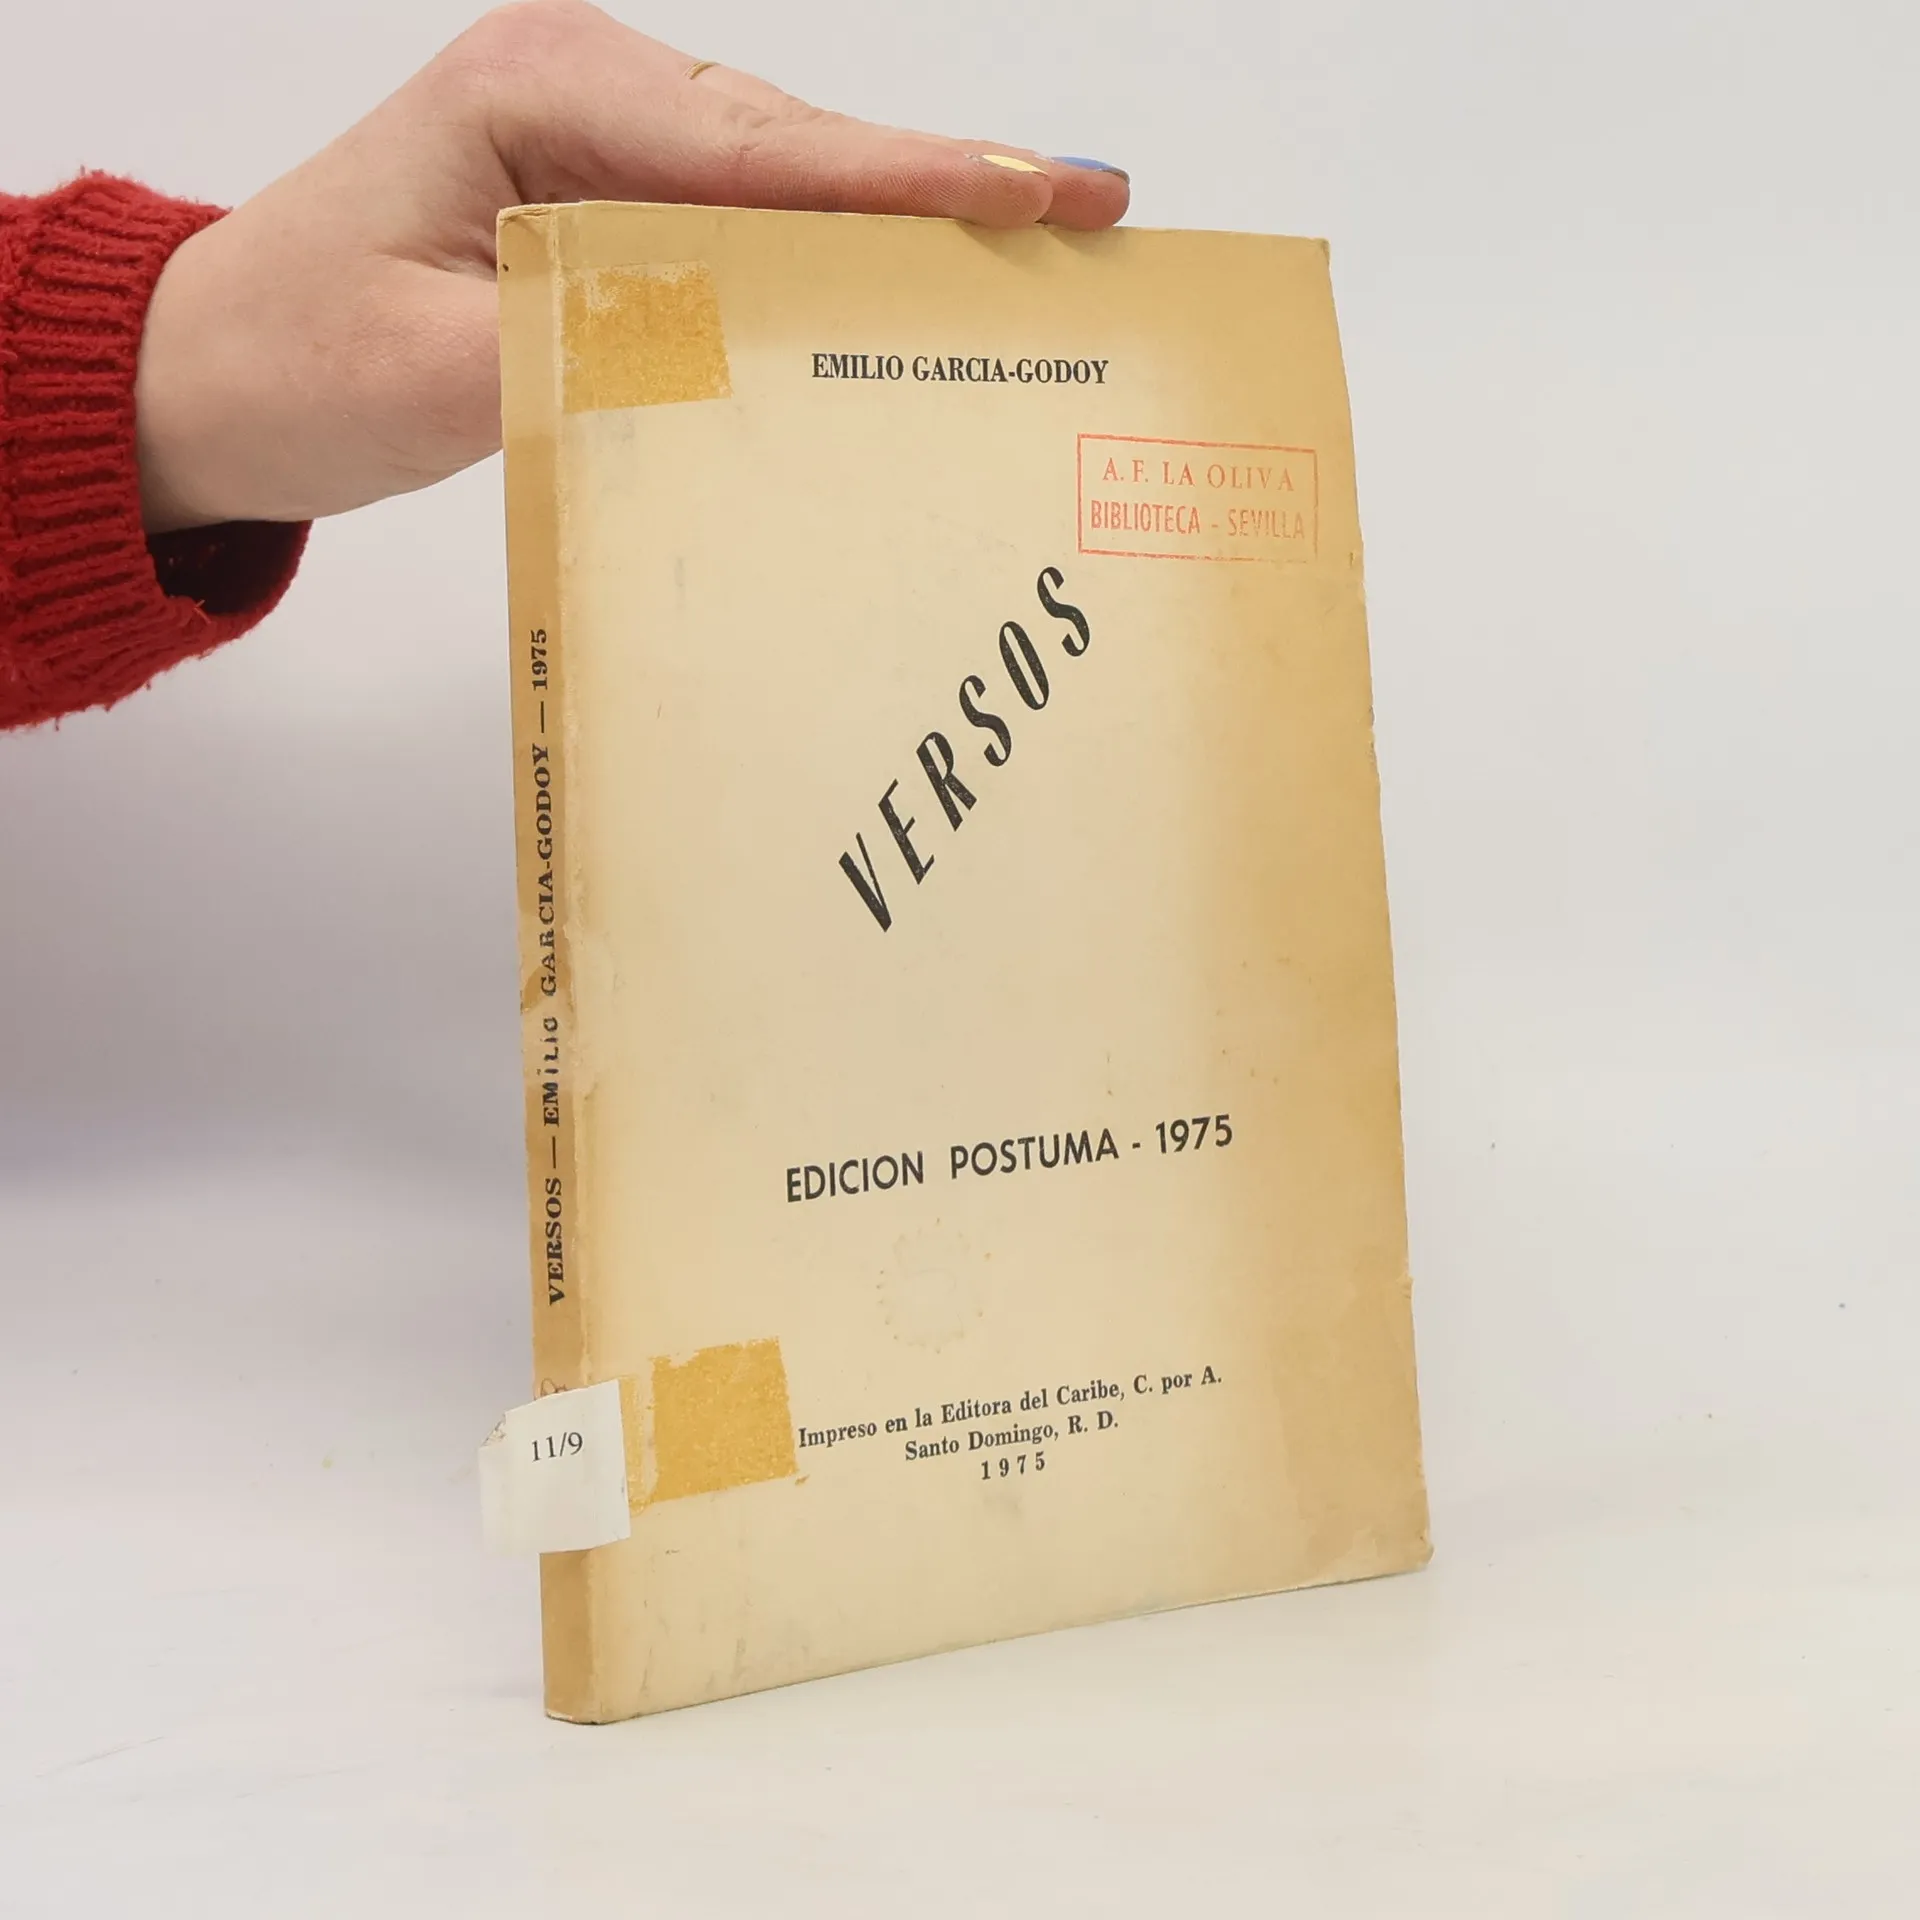 EMILIO GARCIA-GODOY
A. F. LA OLIVA
BIBLIOTECA - SEVILLA
VERSOS
EDICION POSTUMA - 1975
Impreso en la Editora del Caribe, C. por A.
Santo Domingo, R. D.
1975
VERSOS — EMILIO GARCIA-GODOY — 1975
11/9